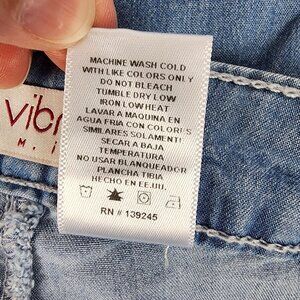 MACHINE WASH COLD
WITH LIKE COLORS ONLY
DO NOT BLEACH
TUMBLE DRY LOW
IRON LOW HEAT
LAVAR A MAQUINA EN
AGUA FRIA CON COLORES
SIMILARES SOLAMENTE
SECAR A BAJA
TEMPERATURA
NO USAR BLANQUEADOR
PLANCHA TIBIA
HECHO EN EE.UU.
RN # 139245
vibr
M. I